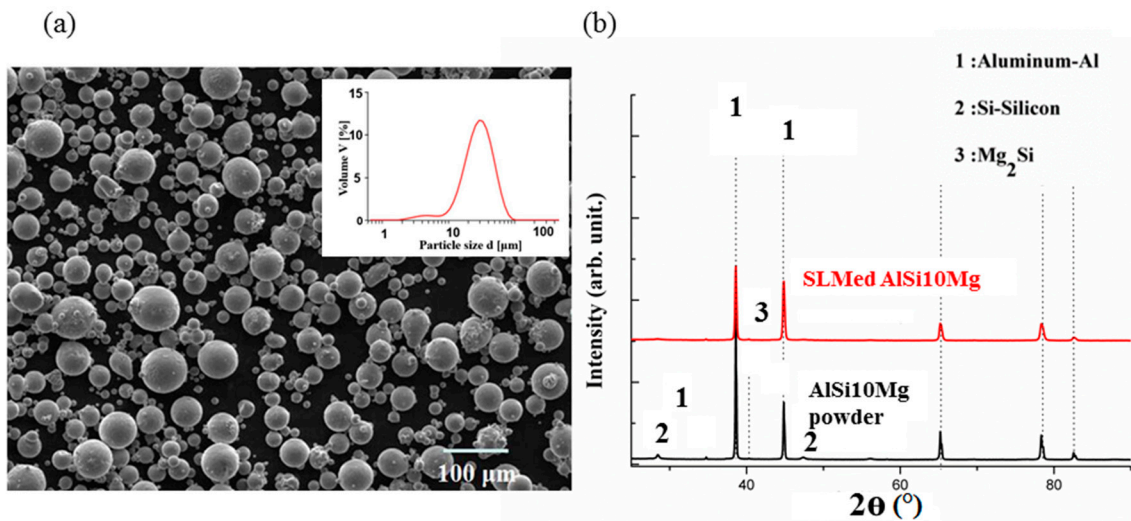 (a)
(b)
15
10
5
0
Volume V [%]
1
10
100
Particle size d [µm]
100 µm
1 :Aluminum-Al
2 :Si-Silicon
3 :Mg2Si
1
1
SLMed AlSi10Mg
3
AlSi10Mg
powder
1
2
2
Intensity (arb. unit.)
40
60
80
2θ (°)